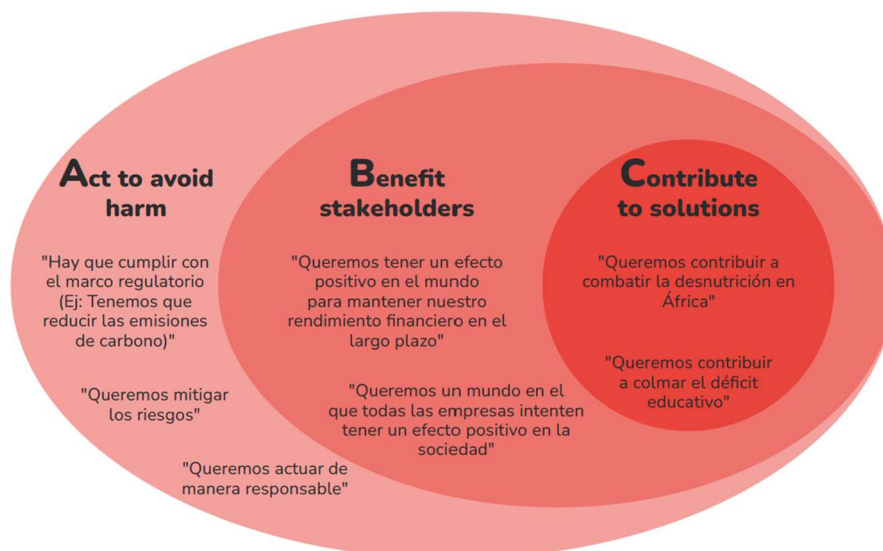 Act to avoid
harm
"Hay que cumplir con
el marco regulatorio
(Ej: Tenemos que
reducir las emisiones
de carbono)"
"Queremos mitigar
los riesgos"
"Queremos actuar de
manera responsable"
Benefit
stakeholders
"Queremos tener un efecto
positivo en el mundo
para mantener nuestro
rendimiento financiero en el
largo plazo"
"Queremos un mundo en el
que todas las empresas intenten
tener un efecto positivo en la
sociedad"
Contribute
to solutions
"Queremos contribuir a
combatir la desnutrición en
África"
"Queremos contribuir
a colmar el déficit
educativo"